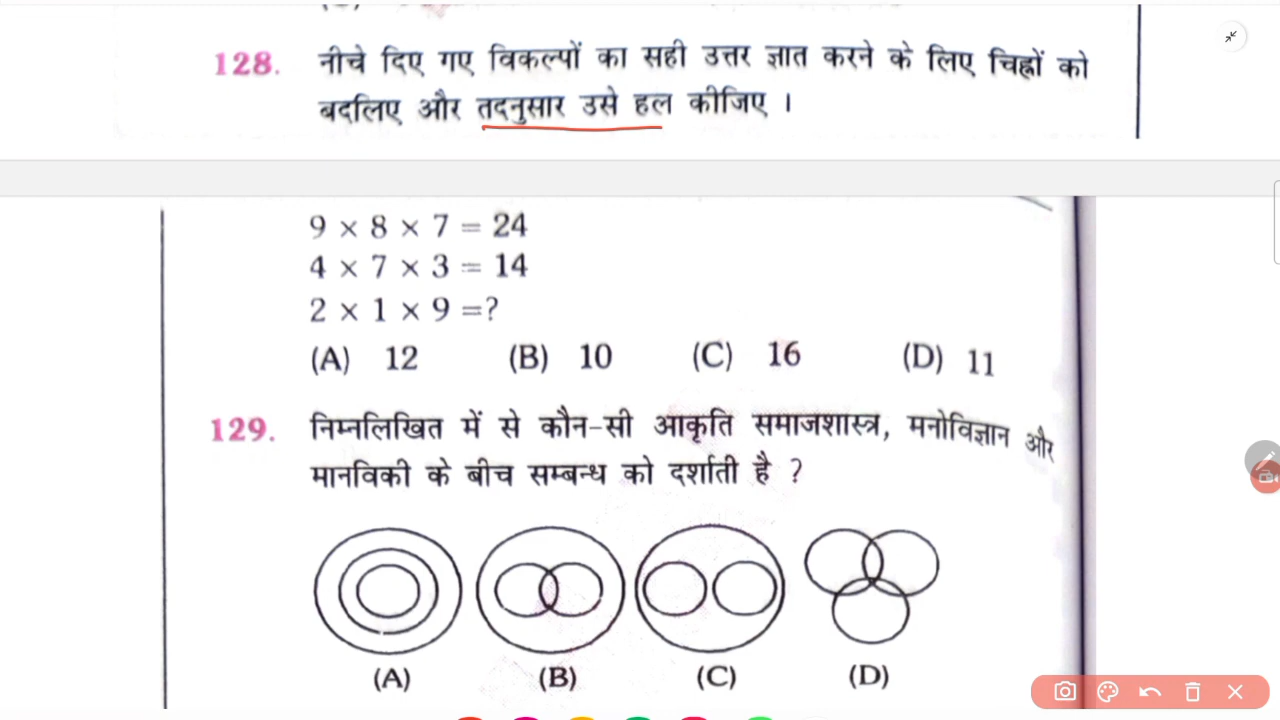 128. नीचे दिए गए विकल्पों का सही उत्तर ज्ञात करने के लिए चिह्नों को
बदलिए और तदनुसार उसे हल कीजिए ।
9 × 8 × 7 = 24
4 × 7 × 3 = 14
2 × 1 × 9 =?
(A) 12 (B) 10 (C) 16 (D) 11
129. निम्नलिखित में से कौन-सी आकृति समाजशास्त्र, मनोविज्ञान और
मानविकी के बीच सम्बन्ध को दर्शाती है ?
(A) (B) (C) (D)